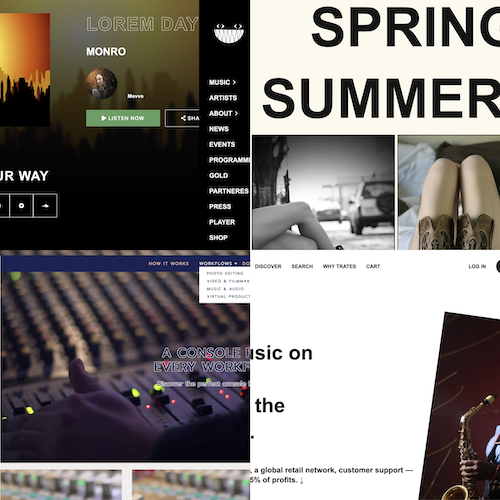 LOREM DAY
MONRO
Mevve
LISTEN NOW
SHA
UR WAY
MUSIC
ARTISTS
ABOUT
NEWS
EVENTS
PROGRAMME
GOLD
PARTNERES
PRESS
PLAYER
SHOP
SPRING
SUMMER
HOW IT WORKS WORKFLOWS DO
PHOTO EDITING
VIDEO & FILMMAK
MUSIC & AUDIO
VIRTUAL PRODUCT
A CONSOLE F
EVERY WORKF
Discover the perfect console f
DISCOVER SEARCH WHY TRATES CART LOG IN
usic on
the
.
, a global retail network, customer support —
5% of profits. ↓